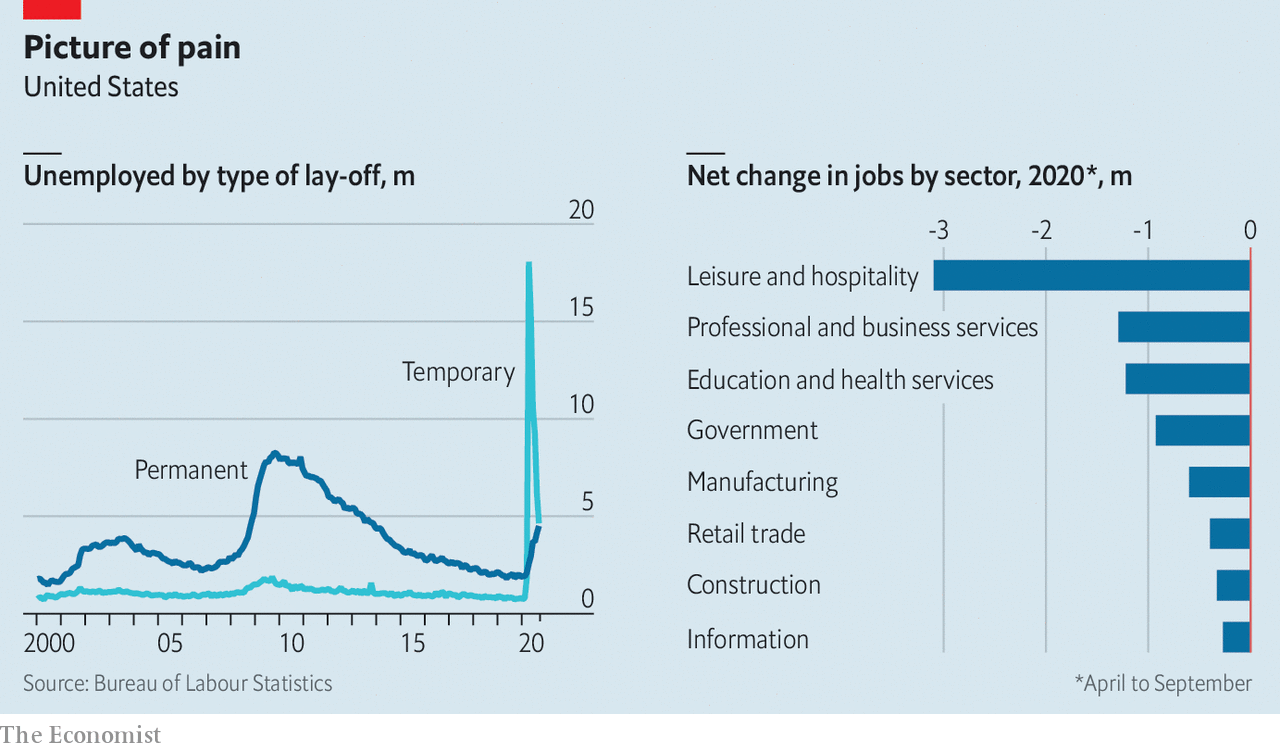 Picture of pain
United States
Unemployed by type of lay-off, m
20
15
10
5
0
Temporary
Permanent
2000 05 10 15 20
Source: Bureau of Labour Statistics
Net change in jobs by sector, 2020*, m
-3 -2 -1 0
Leisure and hospitality
Professional and business services
Education and health services
Government
Manufacturing
Retail trade
Construction
Information
*April to September
The Economist